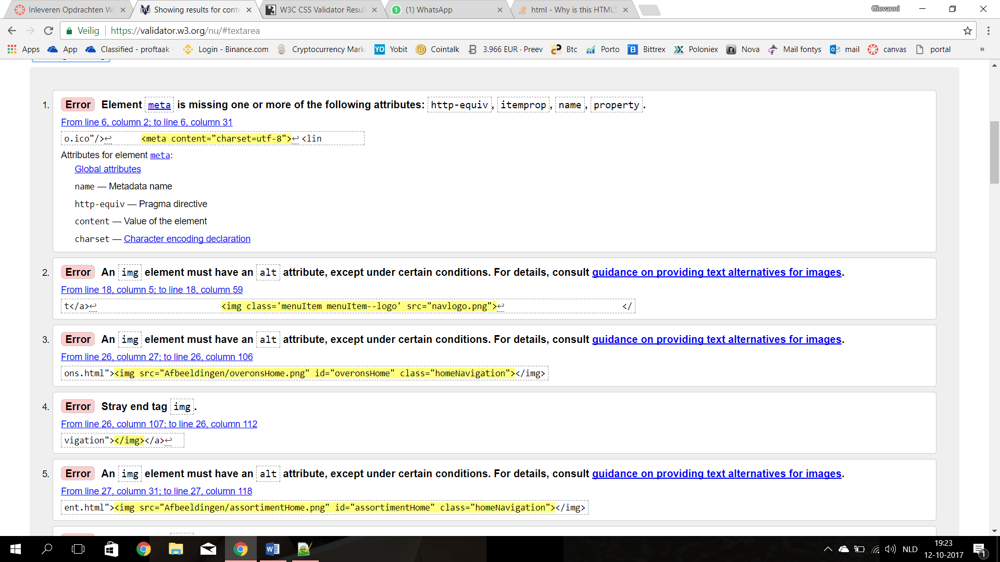 Inleveren Opdrachten We
Showing results for conte
W3C CSS Validator Resul
(1) WhatsApp
html - Why is this HTML5
Giovanni
Veilig
https://validator.w3.org/nu/#textarea
Apps
App
Classified - proftaak -
Login - Binance.com
Cryptocurrency Mark
YO Yobit
Cointalk
3.966 EUR · Preev
Btc
Porto
Bittrex
Poloniex
Nova
Mail fontys
mail
canvas
portal
»
1. Error Element meta is missing one or more of the following attributes: http-equiv, itemprop, name, property.
From line 6, column 2; to line 6, column 31
o.ico"/>↩ <meta content="charset=utf-8">↩ <lin
Attributes for element meta:
Global attributes
name — Metadata name
http-equiv — Pragma directive
content — Value of the element
charset — Character encoding declaration
2. Error An img element must have an alt attribute, except under certain conditions. For details, consult guidance on providing text alternatives for images.
From line 18, column 5; to line 18, column 59
t</a>↩ <img class='menuItem menuItem--logo' src="navlogo.png">↩ </
3. Error An img element must have an alt attribute, except under certain conditions. For details, consult guidance on providing text alternatives for images.
From line 26, column 27; to line 26, column 106
ons.html"><img src="Afbeeldingen/overonsHome.png" id="overonsHome" class="homeNavigation"></img>
4. Error Stray end tag img.
From line 26, column 107; to line 26, column 112
vigation"></img></a>↩
5. Error An img element must have an alt attribute, except under certain conditions. For details, consult guidance on providing text alternatives for images.
From line 27, column 31; to line 27, column 118
ent.html"><img src="Afbeeldingen/assortimentHome.png" id="assortimentHome" class="homeNavigation"></img>
NLD
19:23
12-10-2017
1